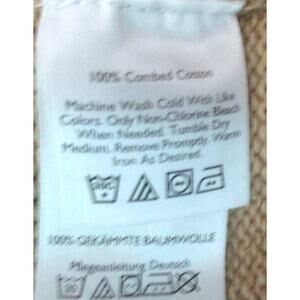 100% Combed Cotton
Machine Wash Cold With Like
Colors. Only Non-Chlorine Bleach
When Needed. Tumble Dry
Medium. Remove Promptly. Warm
Iron As Desired.
100% GEKÄMMTE BAUMWOLLE
Pflegeanleitung Deutsch